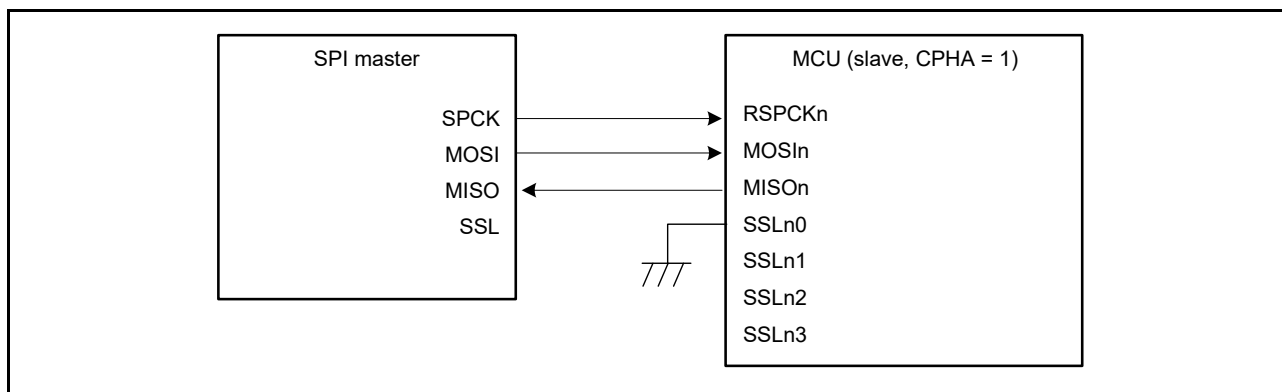 SPI master
SPCK
MOSI
MISO
SSL
MCU (slave, CPHA = 1)
RSPCKn
MOSIn
MISOn
SSLn0
SSLn1
SSLn2
SSLn3